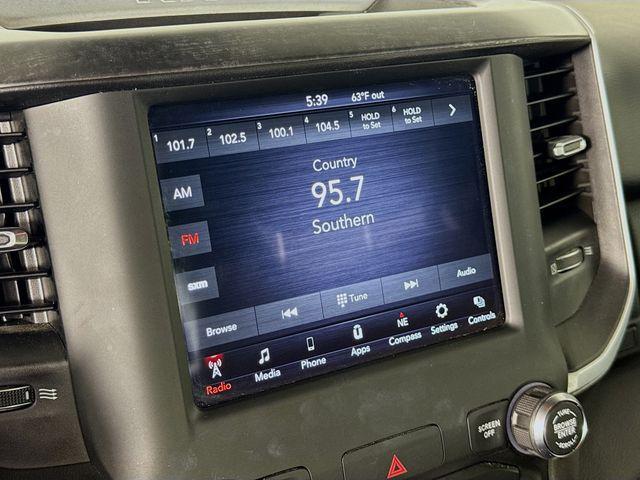 5:39 63°F out
1 101.7 2 102.5 3 100.1 4 104.5 5 HOLD to Set 6 HOLD to Set
Country
AM
95.7
FM
Southern
sxm
Browse Tune Audio
Radio Media Phone Apps NE Compass Settings Controls
SCREEN OFF
TUNE
BROWSE
ENTER
SCROLL